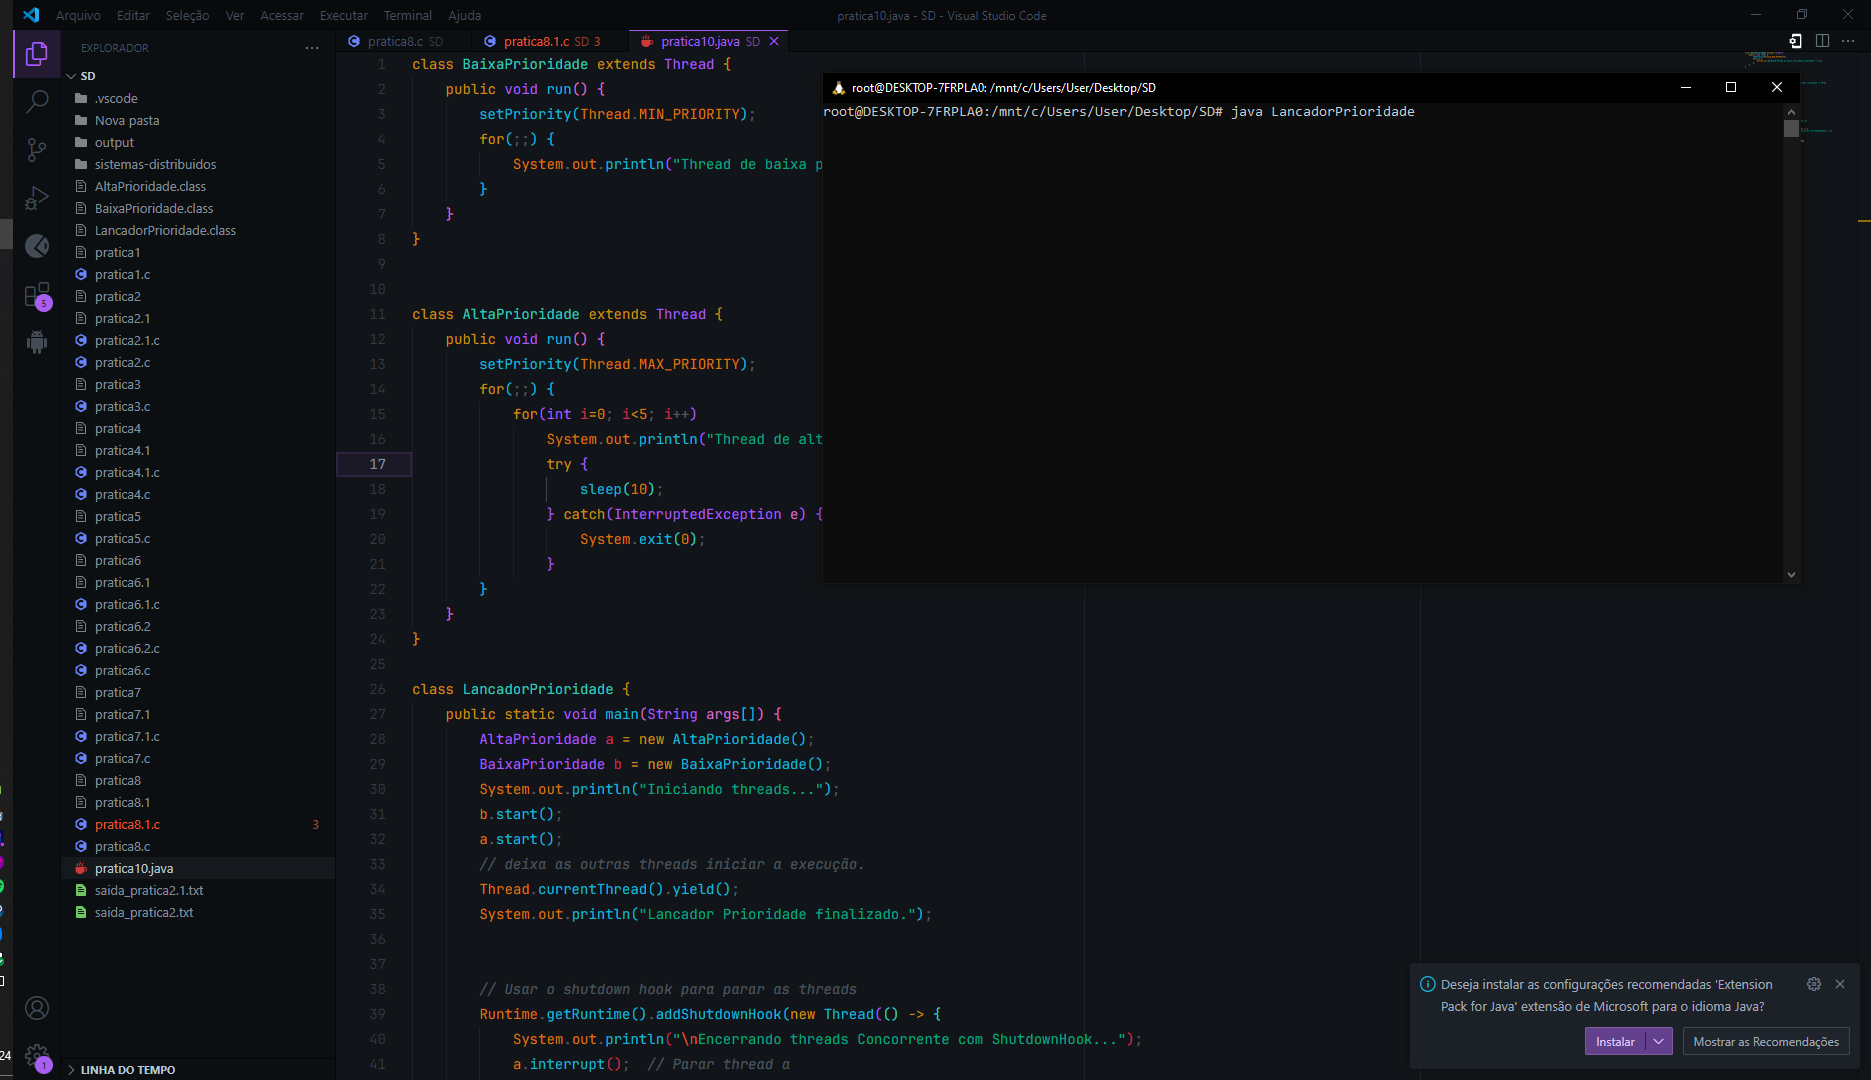 Arquivo Editar Seleção Ver Acessar Executar Terminal Ajuda
pratica10.java - SD - Visual Studio Code
EXPLORADOR
SD
.vscode
Nova pasta
output
sistemas-distribuidos
AltaPrioridade.class
BaixaPrioridade.class
LancadorPrioridade.class
pratica1
pratica1.c
pratica2
pratica2.1
pratica2.1.c
pratica2.c
pratica3
pratica3.c
pratica4
pratica4.1
pratica4.1.c
pratica4.c
pratica5
pratica5.c
pratica6
pratica6.1
pratica6.1.c
pratica6.2
pratica6.2.c
pratica6.c
pratica7
pratica7.1
pratica7.1.c
pratica7.c
pratica8
pratica8.1
pratica8.1.c 3
pratica8.c
pratica10.java
saida_pratica2.1.txt
saida_pratica2.txt
LINHA DO TEMPO
5
1
24
pratica8.c SD
pratica8.1.c SD 3
pratica10.java SD
1 class BaixaPrioridade extends Thread {
2 public void run() {
3 setPriority(Thread.MIN_PRIORITY);
4 for(;;) {
5 System.out.println("Thread de baixa p
6 }
7 }
8 }
9
10
11 class AltaPrioridade extends Thread {
12 public void run() {
13 setPriority(Thread.MAX_PRIORITY);
14 for(;;) {
15 for(int i=0; i<5; i++)
16 System.out.println("Thread de alt
17 try {
18 sleep(10);
19 } catch(InterruptedException e) {
20 System.exit(0);
21 }
22 }
23 }
24 }
25
26 class LancadorPrioridade {
27 public static void main(String args[]) {
28 AltaPrioridade a = new AltaPrioridade();
29 BaixaPrioridade b = new BaixaPrioridade();
30 System.out.println("Iniciando threads...");
31 b.start();
32 a.start();
33 // deixa as outras threads iniciar a execução.
34 Thread.currentThread().yield();
35 System.out.println("Lancador Prioridade finalizado.");
36
37
38 // Usar o shutdown hook para parar as threads
39 Runtime.getRuntime().addShutdownHook(new Thread(() -> {
40 System.out.println("\nEncerrando threads Concorrente com ShutdownHook...");
41 a.interrupt(); // Parar thread a
root@DESKTOP-7FRPLA0: /mnt/c/Users/User/Desktop/SD
root@DESKTOP-7FRPLA0:/mnt/c/Users/User/Desktop/SD# java LancadorPrioridade
Deseja instalar as configurações recomendadas 'Extension
Pack for Java' extensão de Microsoft para o idioma Java?
Instalar
Mostrar as Recomendações